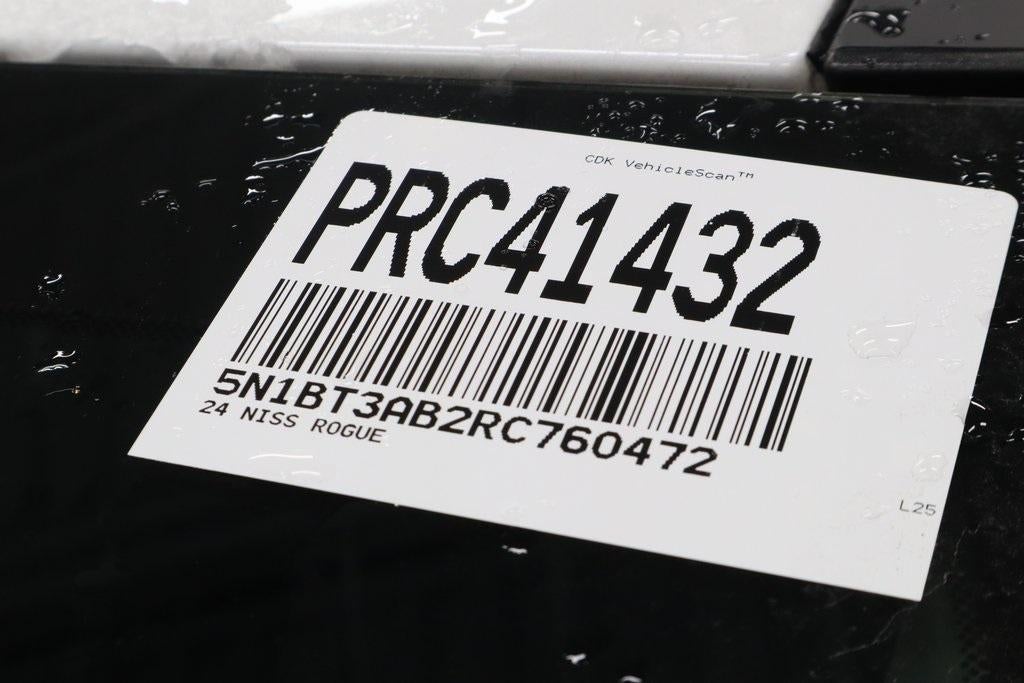 CDK VehicleScan™
PRC41432
5N1BT3AB2RC760472
24 NISS ROGUE
L25